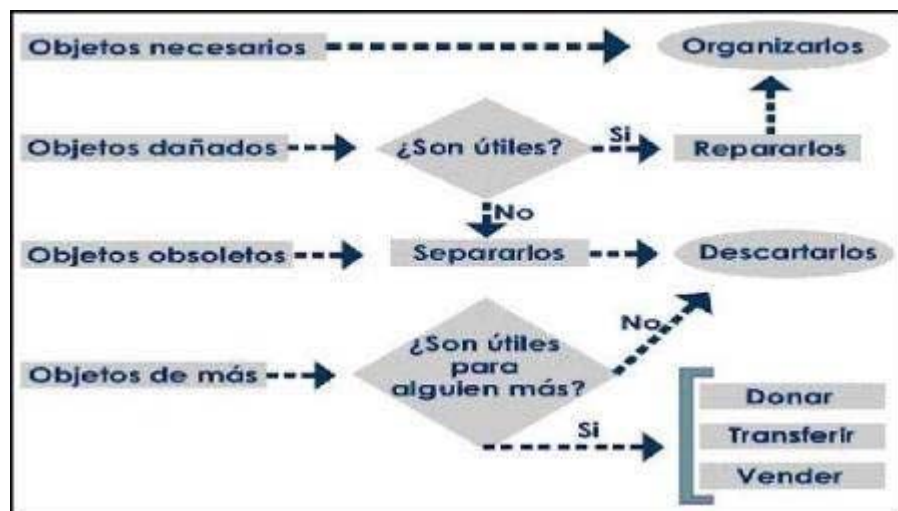 Objetos necesarios
Organizarlos
Objetos dañados
¿Son útiles?
Si
Repararlos
No
Objetos obsoletos
Separarlos
Descartarlos
Objetos de más
¿Son útiles
para
alguien más?
No
Si
Donar
Transferir
Vender